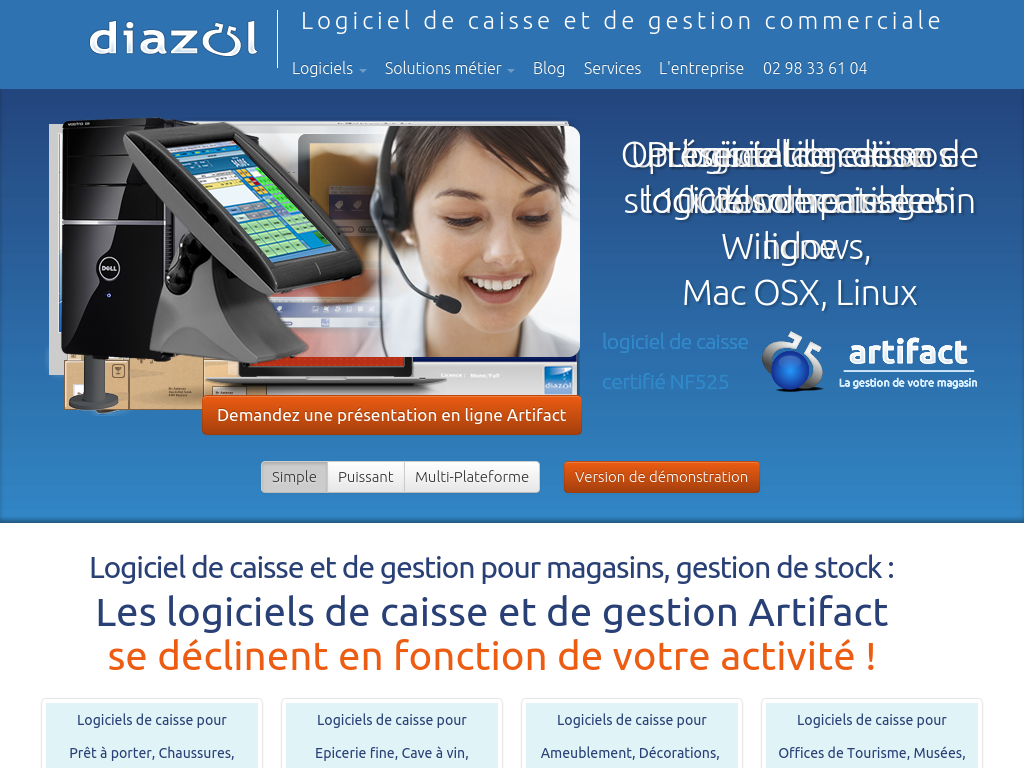 diazol
Logiciel de caisse et de gestion commerciale
Logiciels
Solutions métier
Blog
Services
L'entreprise
02 98 33 61 04
DELL
Windows,
Mac OSX, Linux
logiciel de caisse
certifié NF525
artifact
La gestion de votre magasin
diazol
Demandez une présentation en ligne Artifact
Simple
Puissant
Multi-Plateforme
Version de démonstration
Logiciel de caisse et de gestion pour magasins, gestion de stock :
Les logiciels de caisse et de gestion Artifact
se déclinent en fonction de votre activité !
Logiciels de caisse pour
Prêt à porter, Chaussures,
Logiciels de caisse pour
Epicerie fine, Cave à vin,
Logiciels de caisse pour
Ameublement, Décorations,
Logiciels de caisse pour
Offices de Tourisme, Musées,